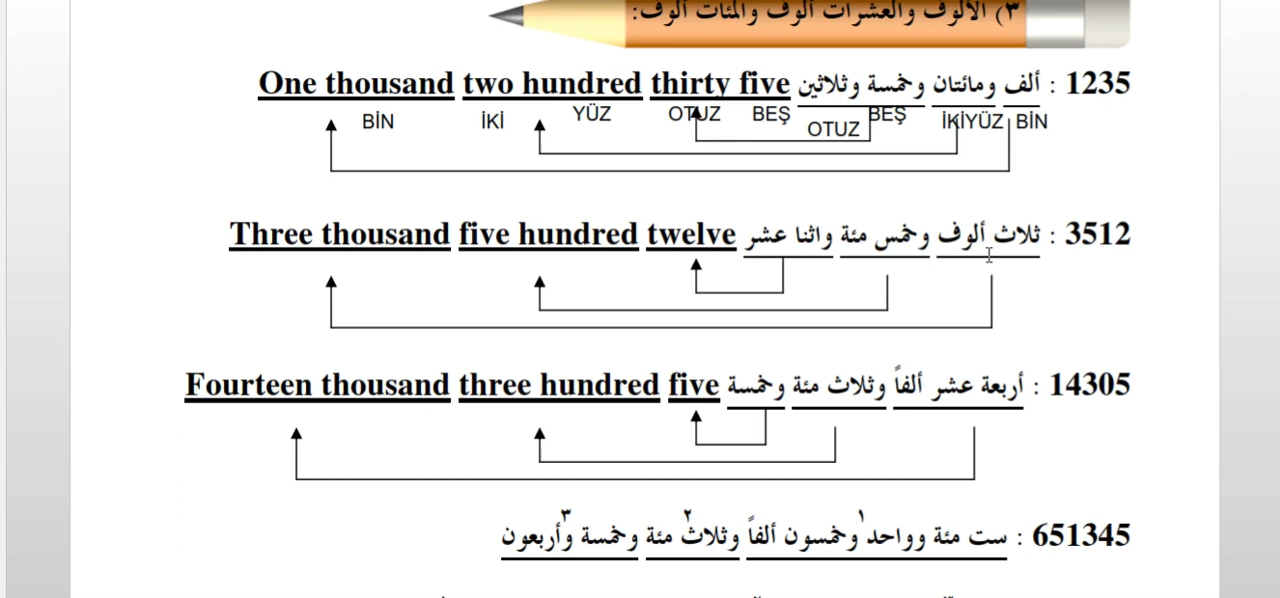 ٣) الألوف والعشرات ألوف والمئات ألوف:
1235 : ألف ومائتان وخمسة وثلاثين One thousand two hundred thirty five
BİN İKİ YÜZ OTUZ BEŞ OTUZ BEŞ İKİYÜZ BİN
3512 : ثلاث ألوف وخمس مئة واثنا عشر Three thousand five hundred twelve
14305 : أربعة عشر ألفاً وثلاث مئة وخمسة Fourteen thousand three hundred five
651345 : ست مئة وواحد١ وخمسون ألفاً وثلاث٢ مئة وخمسة ٣وأربعون